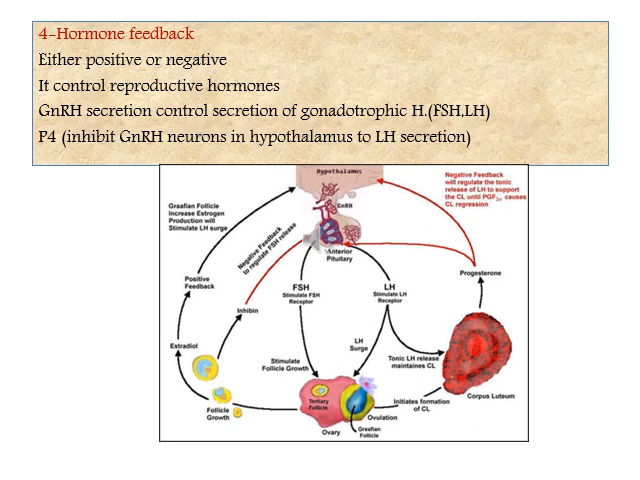 4-Hormone feedback
Either positive or negative
It control reproductive hormones
GnRH secretion control secretion of gonadotrophic H.(FSH,LH)
P4 (inhibit GnRH neurons in hypothalamus to LH secretion)
Hypothalamus
Negative Feedback
will regulate the tonic
release of LH to support
the CL until PGF2α causes
CL regression
Graafian Follicle
Increase Estrogen
Production will
Stimulate LH surge
GnRH
Negative Feedback
to regulate FSH release
Anterior
Pituitary
Positive
Feedback
Progesterone
FSH
Stimulate FSH
Receptor
LH
Stimulate LH
Receptor
Inhibin
Estradiol
LH
Surge
Stimulate
Follicle Growth
Tonic LH release
maintaines CL
Corpus Luteum
Tertiary
Follicle
Initiates formation
of CL
Follicle
Growth
Ovulation
Ovary
Graafian
Follicle